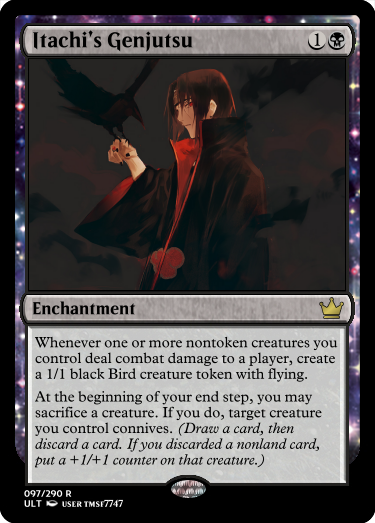 Itachi's Genjutsu 1
Enchantment
Whenever one or more nontoken creatures you
control deal combat damage to a player, create
a 1/1 black Bird creature token with flying.
At the beginning of your end step, you may
sacrifice a creature. If you do, target creature
you control connives. (Draw a card, then
discard a card. If you discarded a nonland card,
put a +1/+1 counter on that creature.)
097/290 R
ULT USER TMSF7747